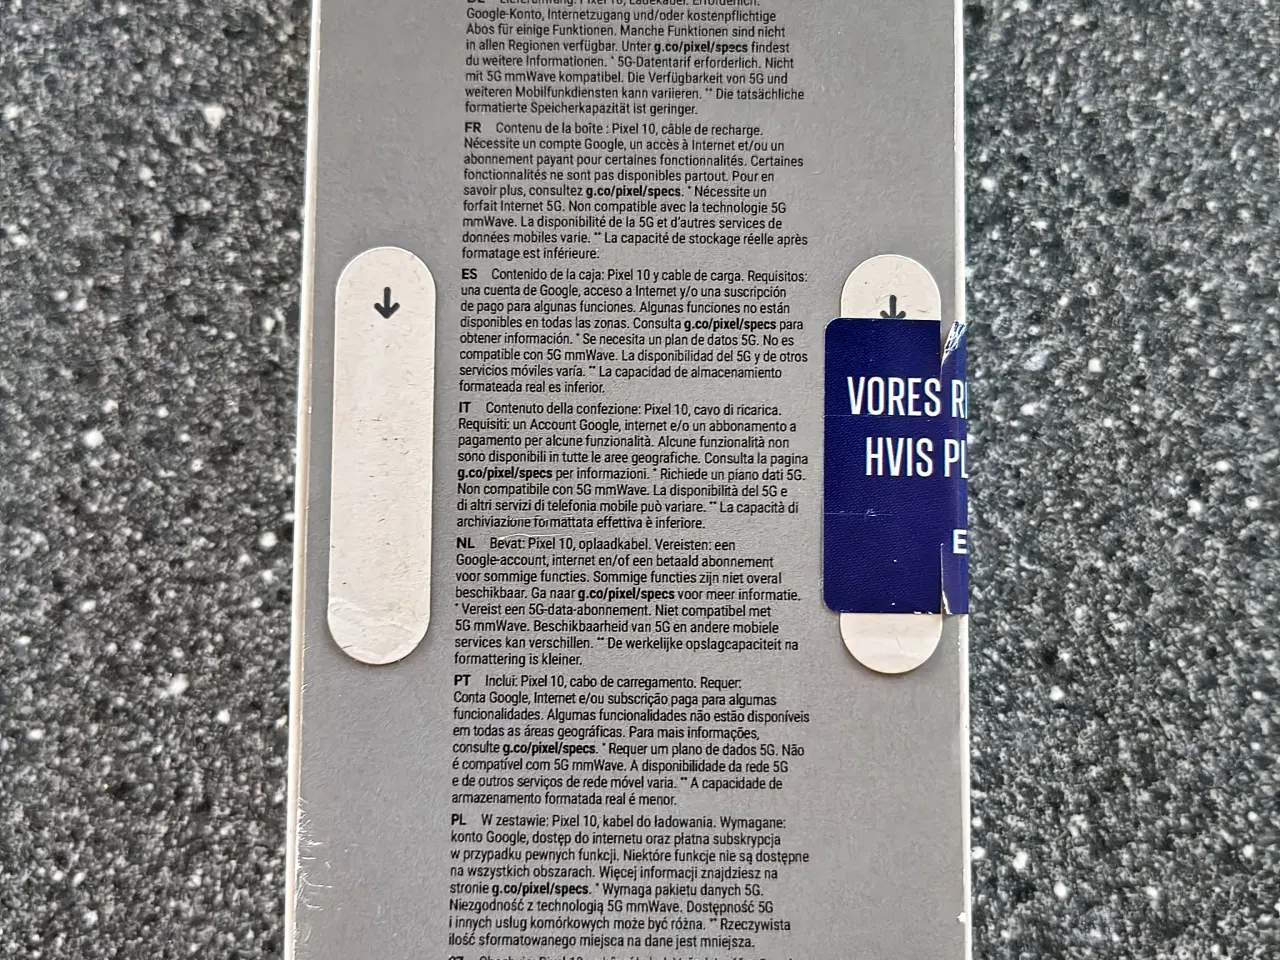 Google-Konto, Internetzugang und/oder kostenpflichtige
Abos für einige Funktionen. Manche Funktionen sind nicht
in allen Regionen verfügbar. Unter g.co/pixel/specs findest
du weitere Informationen. * 5G-Datentarif erforderlich. Nicht
mit 5G mmWave kompatibel. Die Verfügbarkeit von 5G und
weiteren Mobilfunkdiensten kann variieren. ** Die tatsächliche
formatierte Speicherkapazität ist geringer.
FR Contenu de la boîte : Pixel 10, câble de recharge.
Nécessite un compte Google, un accès à Internet et/ou un
abonnement payant pour certaines fonctionnalités. Certaines
fonctionnalités ne sont pas disponibles partout. Pour en
savoir plus, consultez g.co/pixel/specs. * Nécessite un
forfait Internet 5G. Non compatible avec la technologie 5G
mmWave. La disponibilité de la 5G et d'autres services de
données mobiles varie. ** La capacité de stockage réelle après
formatage est inférieure.
ES Contenido de la caja: Pixel 10 y cable de carga. Requisitos:
una cuenta de Google, acceso a Internet y/o una suscripción
de pago para algunas funciones. Algunas funciones no están
disponibles en todas las zonas. Consulta g.co/pixel/specs para
obtener información. * Se necesita un plan de datos 5G. No es
compatible con 5G mmWave. La disponibilidad del 5G y de otros
servicios móviles varía. ** La capacidad de almacenamiento
formateada real es inferior.
IT Contenuto della confezione: Pixel 10, cavo di ricarica.
Requisiti: un Account Google, internet e/o un abbonamento a
pagamento per alcune funzionalità. Alcune funzionalità non
sono disponibili in tutte le aree geografiche. Consulta la pagina
g.co/pixel/specs per informazioni. * Richiede un piano dati 5G.
Non compatibile con 5G mmWave. La disponibilità del 5G e
di altri servizi di telefonia mobile può variare. ** La capacità di
archiviazione formattata effettiva è inferiore.
NL Bevat: Pixel 10, oplaadkabel. Vereisten: een
Google-account, internet en/of een betaald abonnement
voor sommige functies. Sommige functies zijn niet overal
beschikbaar. Ga naar g.co/pixel/specs voor meer informatie.
* Vereist een 5G-data-abonnement. Niet compatibel met
5G mmWave. Beschikbaarheid van 5G en andere mobiele
services kan verschillen. ** De werkelijke opslagcapaciteit na
formattering is kleiner.
PT Inclui: Pixel 10, cabo de carregamento. Requer:
Conta Google, Internet e/ou subscrição paga para algumas
funcionalidades. Algumas funcionalidades não estão disponíveis
em todas as áreas geográficas. Para mais informações,
consulte g.co/pixel/specs. * Requer um plano de dados 5G. Não
é compatível com 5G mmWave. A disponibilidade da rede 5G
e de outros serviços de rede móvel varia. ** A capacidade de
armazenamento formatada real é menor.
PL W zestawie: Pixel 10, kabel do ładowania. Wymagane:
konto Google, dostęp do internetu oraz płatna subskrypcja
w przypadku pewnych funkcji. Niektóre funkcje nie są dostępne
na wszystkich obszarach. Więcej informacji znajdziesz na
stronie g.co/pixel/specs. * Wymaga pakietu danych 5G.
Niezgodność z technologią 5G mmWave. Dostępność 5G
i innych usług komórkowych może być różna. ** Rzeczywista
ilość sformatowanego miejsca na dane jest mniejsza.
VORES
HVIS